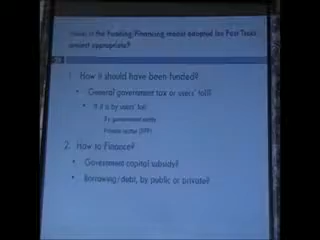 is the Funding/Financing model adopted for Fast Track
project appropriate?
1. How it should have been funded?
• General government tax or users' toll?
• If it is by users' toll
By government entity
Private sector (PPP)
2. How to Finance?
• Government capital subsidy?
• Borrowing/debt, by public or private?